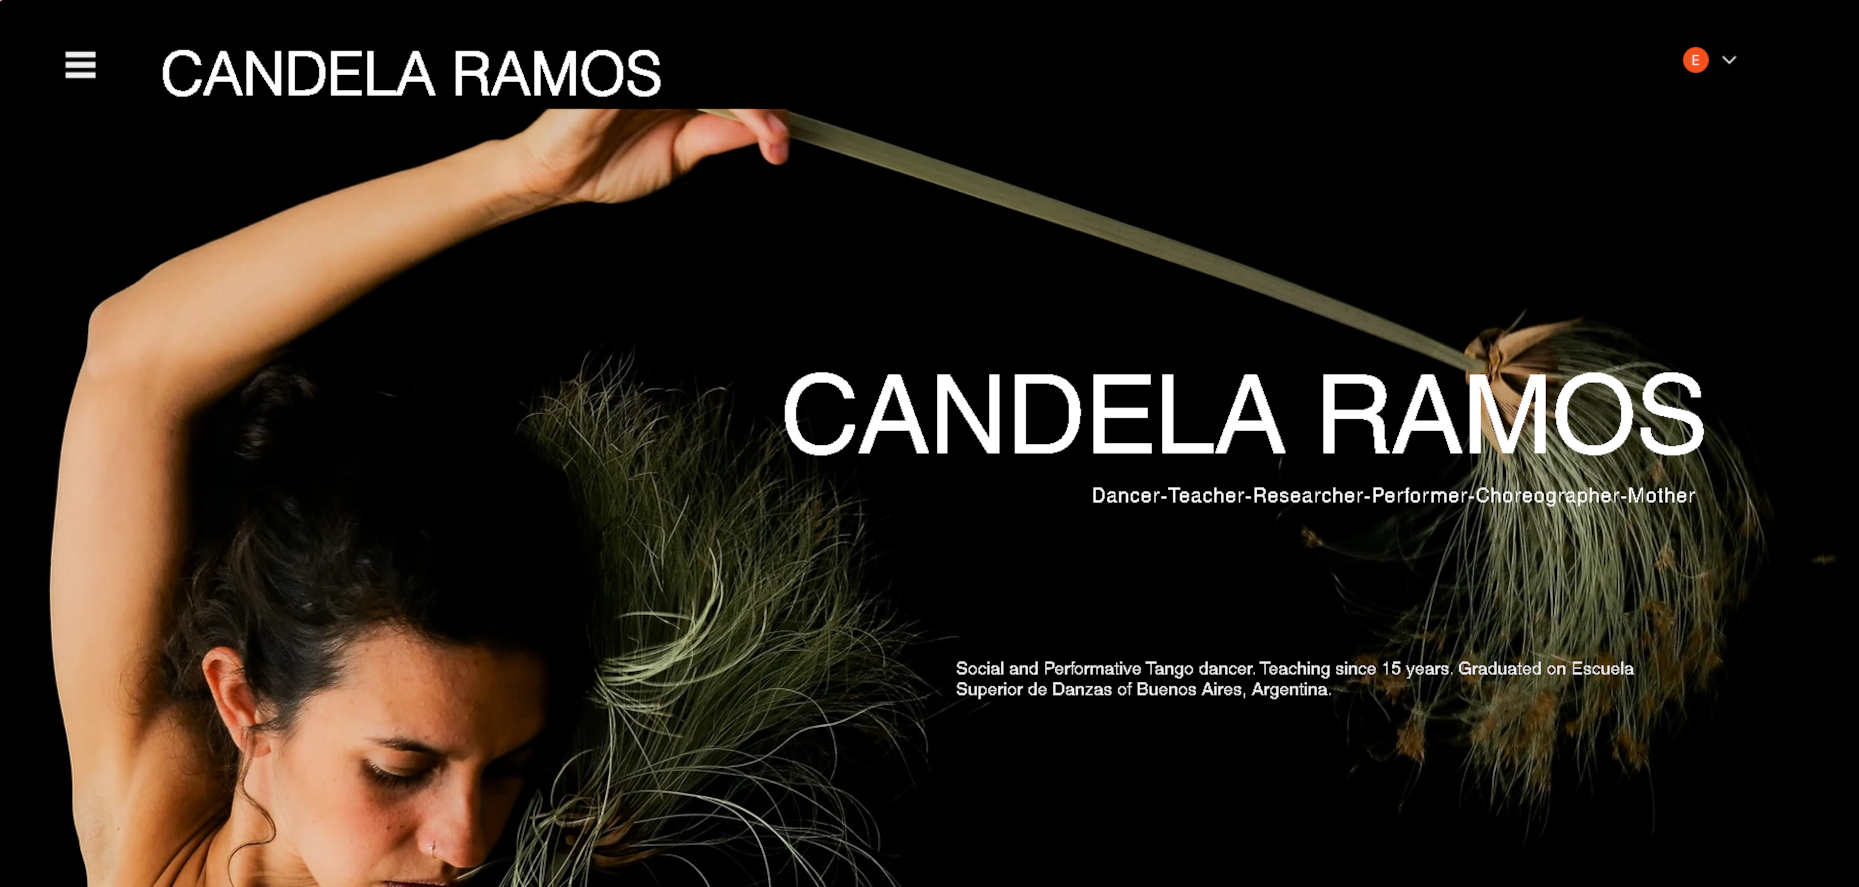 CANDELA RAMOS
E
CANDELA RAMOS
Dancer-Teacher-Researcher-Performer-Choreographer-Mother
Social and Performative Tango dancer. Teaching since 15 years. Graduated on Escuela
Superior de Danzas of Buenos Aires, Argentina.